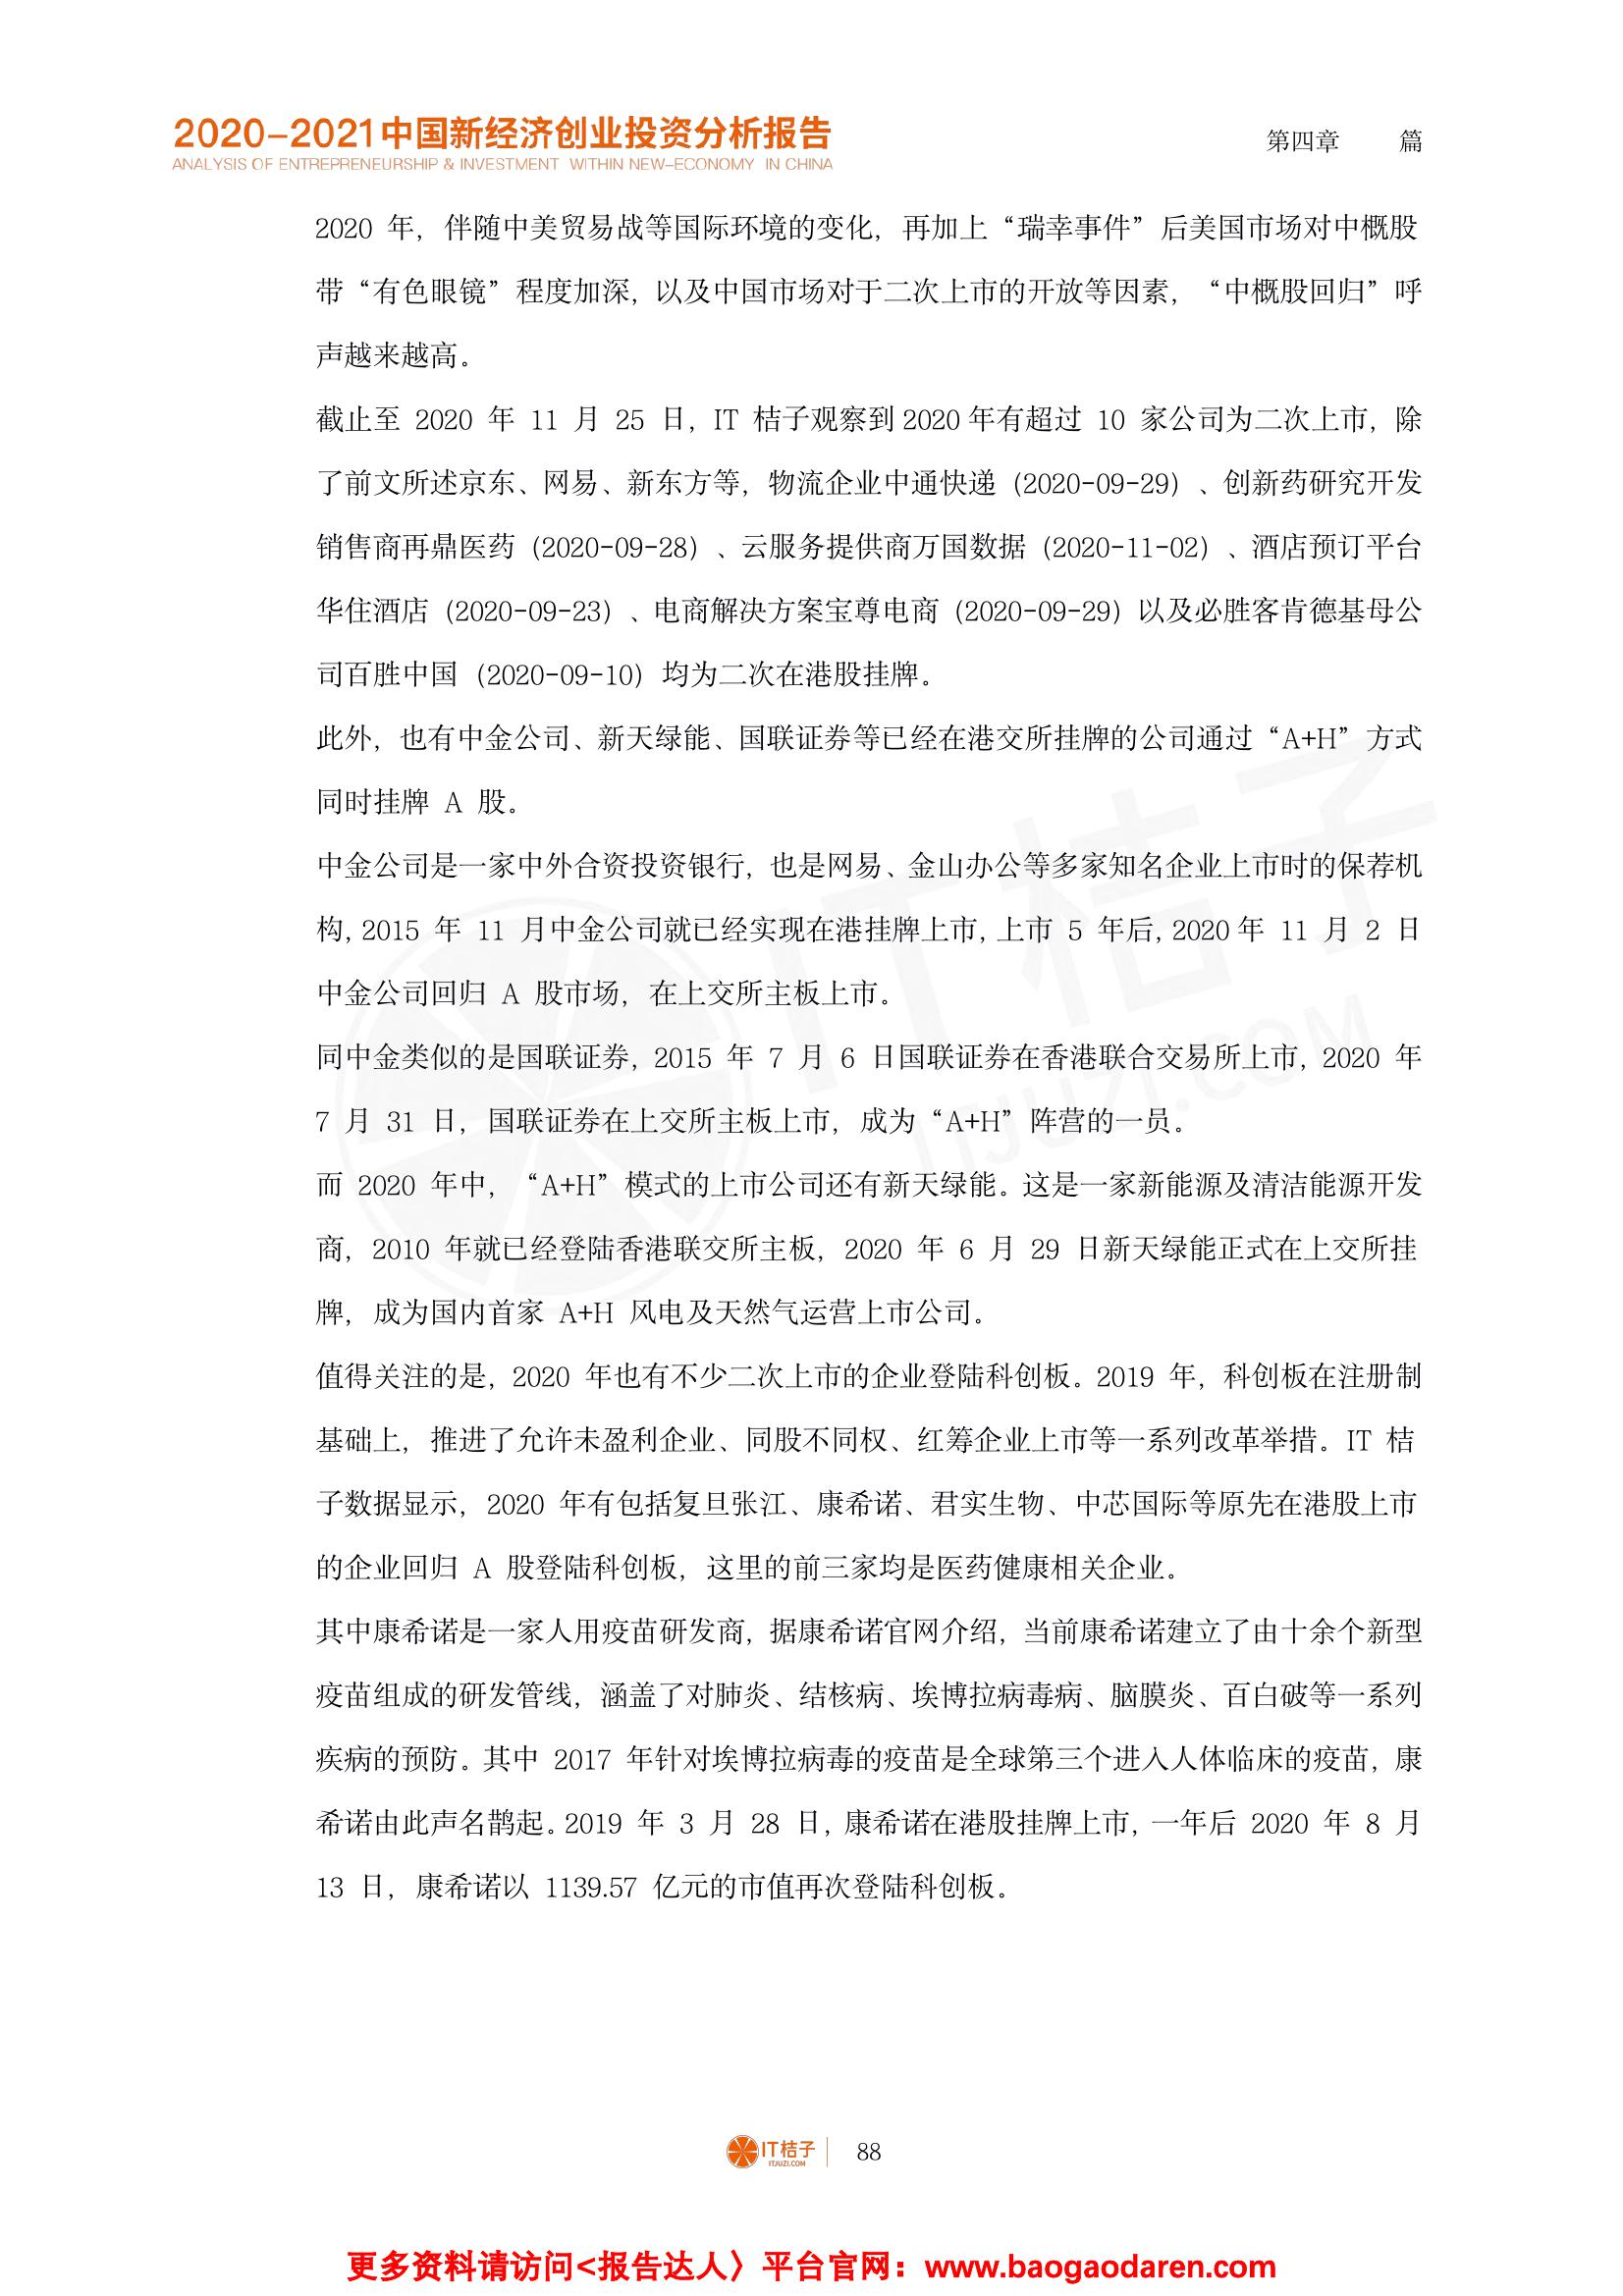 2020-2021中国新经济创业投资分析报告
ANALYSIS OF ENTREPRENEURSHIP & INVESTMENT WITHIN NEW-ECONOMY IN CHINA
第四章 篇
2020 年，伴随中美贸易战等国际环境的变化，再加上“瑞幸事件”后美国市场对中概股
带“有色眼镜”程度加深，以及中国市场对于二次上市的开放等因素，“中概股回归”呼
声越来越高。
截止至 2020 年 11 月 25 日，IT 桔子观察到 2020 年有超过 10 家公司为二次上市，除
了前文所述京东、网易、新东方等，物流企业中通快递（2020-09-29）、创新药研究开发
销售商再鼎医药（2020-09-28）、云服务提供商万国数据（2020-11-02）、酒店预订平台
华住酒店（2020-09-23）、电商解决方案宝尊电商（2020-09-29）以及必胜客肯德基母公
司百胜中国（2020-09-10）均为二次在港股挂牌。
此外，也有中金公司、新天绿能、国联证券等已经在港交所挂牌的公司通过“A+H”方式
同时挂牌 A 股。
中金公司是一家中外合资投资银行，也是网易、金山办公等多家知名企业上市时的保荐机
构，2015 年 11 月中金公司就已经实现在港挂牌上市，上市 5 年后，2020 年 11 月 2 日
中金公司回归 A 股市场，在上交所主板上市。
同中金类似的是国联证券，2015 年 7 月 6 日国联证券在香港联合交易所上市，2020 年
7 月 31 日，国联证券在上交所主板上市，成为“A+H”阵营的一员。
而 2020 年中，“A+H”模式的上市公司还有新天绿能。这是一家新能源及清洁能源开发
商，2010 年就已经登陆香港联交所主板，2020 年 6 月 29 日新天绿能正式在上交所挂
牌，成为国内首家 A+H 风电及天然气运营上市公司。
值得关注的是，2020 年也有不少二次上市的企业登陆科创板。2019 年，科创板在注册制
基础上，推进了允许未盈利企业、同股不同权、红筹企业上市等一系列改革举措。IT 桔
子数据显示，2020 年有包括复旦张江、康希诺、君实生物、中芯国际等原先在港股上市
的企业回归 A 股登陆科创板，这里的前三家均是医药健康相关企业。
其中康希诺是一家人用疫苗研发商，据康希诺官网介绍，当前康希诺建立了由十余个新型
疫苗组成的研发管线，涵盖了对肺炎、结核病、埃博拉病毒病、脑膜炎、百白破等一系列
疾病的预防。其中 2017 年针对埃博拉病毒的疫苗是全球第三个进入人体临床的疫苗，康
希诺由此声名鹊起。2019 年 3 月 28 日，康希诺在港股挂牌上市，一年后 2020 年 8 月
13 日，康希诺以 1139.57 亿元的市值再次登陆科创板。
IT桔子
ITJUZI.COM
IT桔子
ITJUZI.COM
88
更多资料请访问<报告达人〉平台官网：www.baogaodaren.com